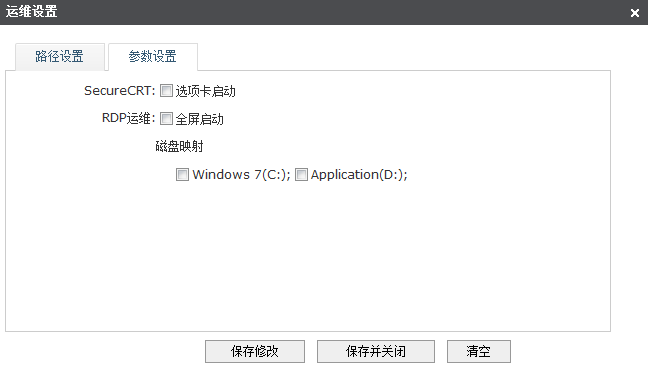 运维设置
路径设置 参数设置
SecureCRT: 选项卡启动
RDP运维: 全屏启动
磁盘映射
Windows 7(C:); Application(D:);
保存修改 保存并关闭 清空